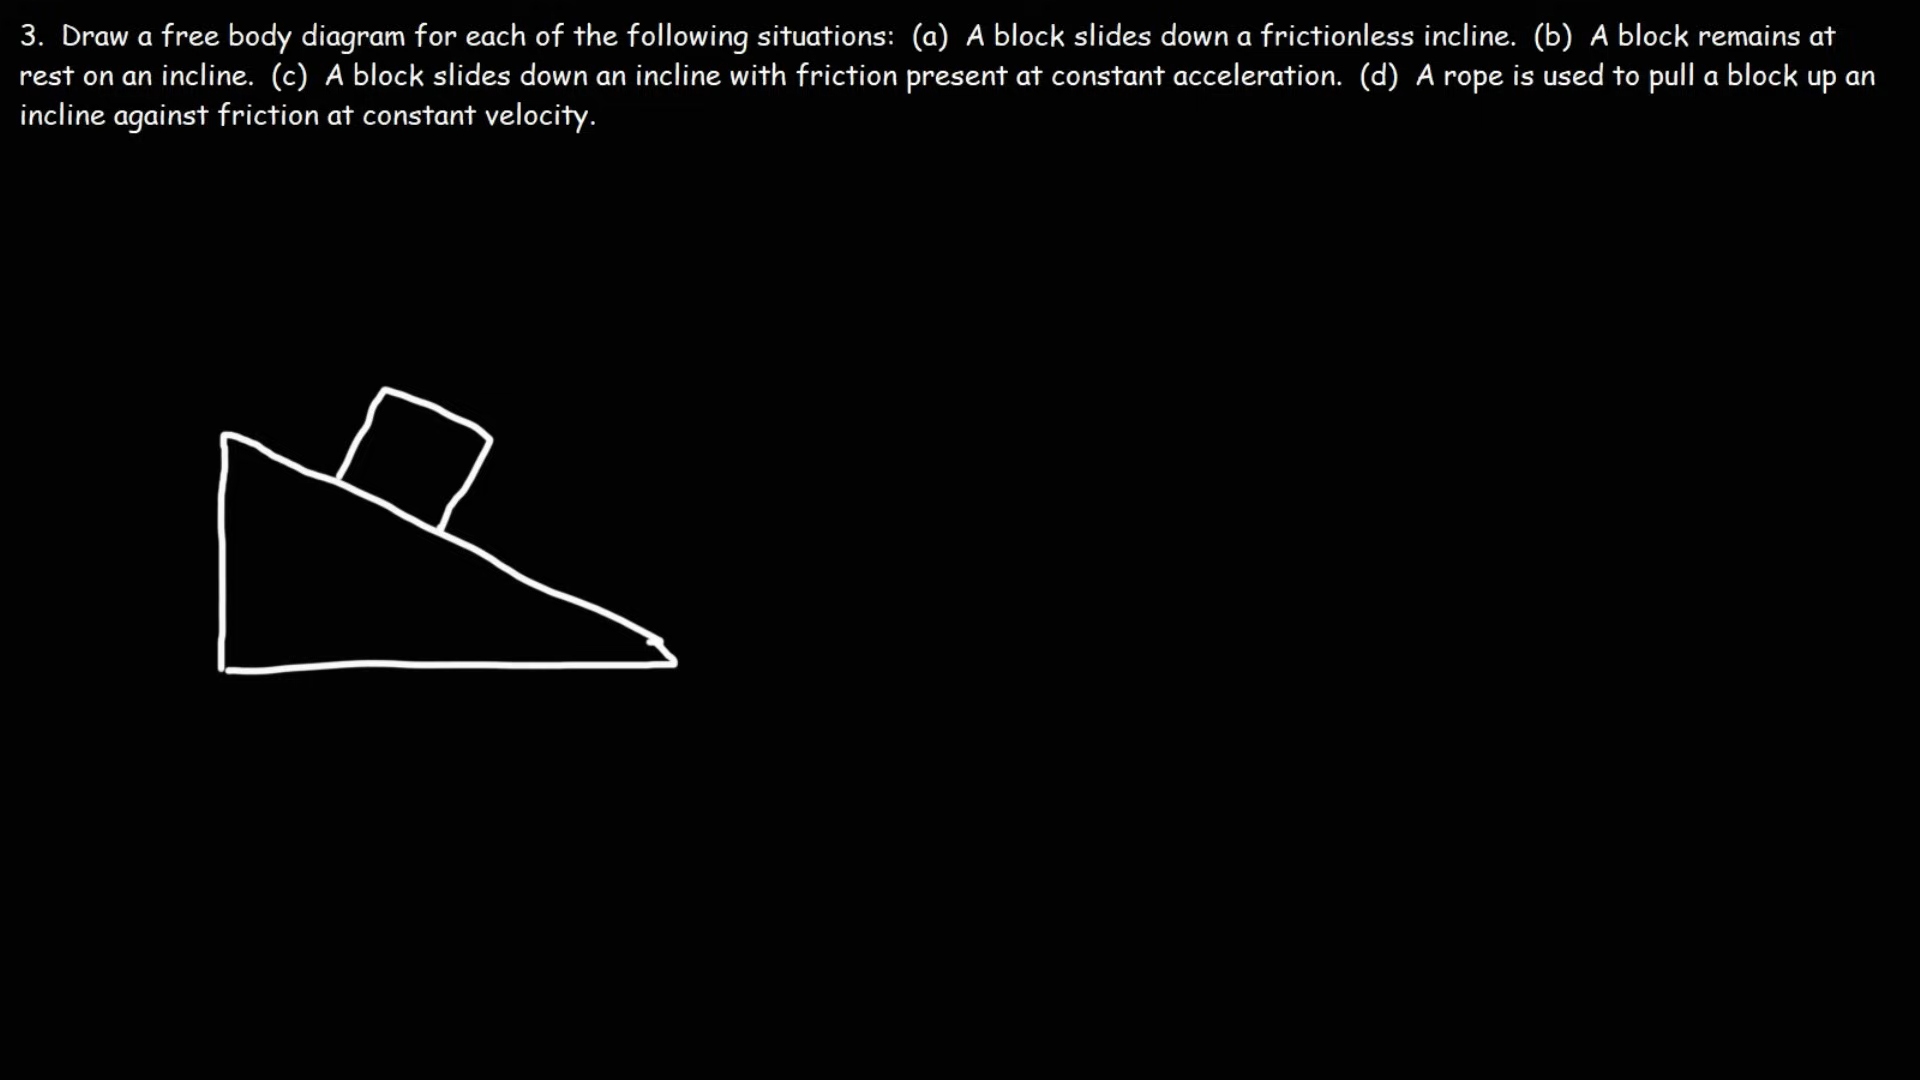 3. Draw a free body diagram for each of the following situations: (a) A block slides down a frictionless incline. (b) A block remains at
rest on an incline. (c) A block slides down an incline with friction present at constant acceleration. (d) A rope is used to pull a block up an
incline against friction at constant velocity.